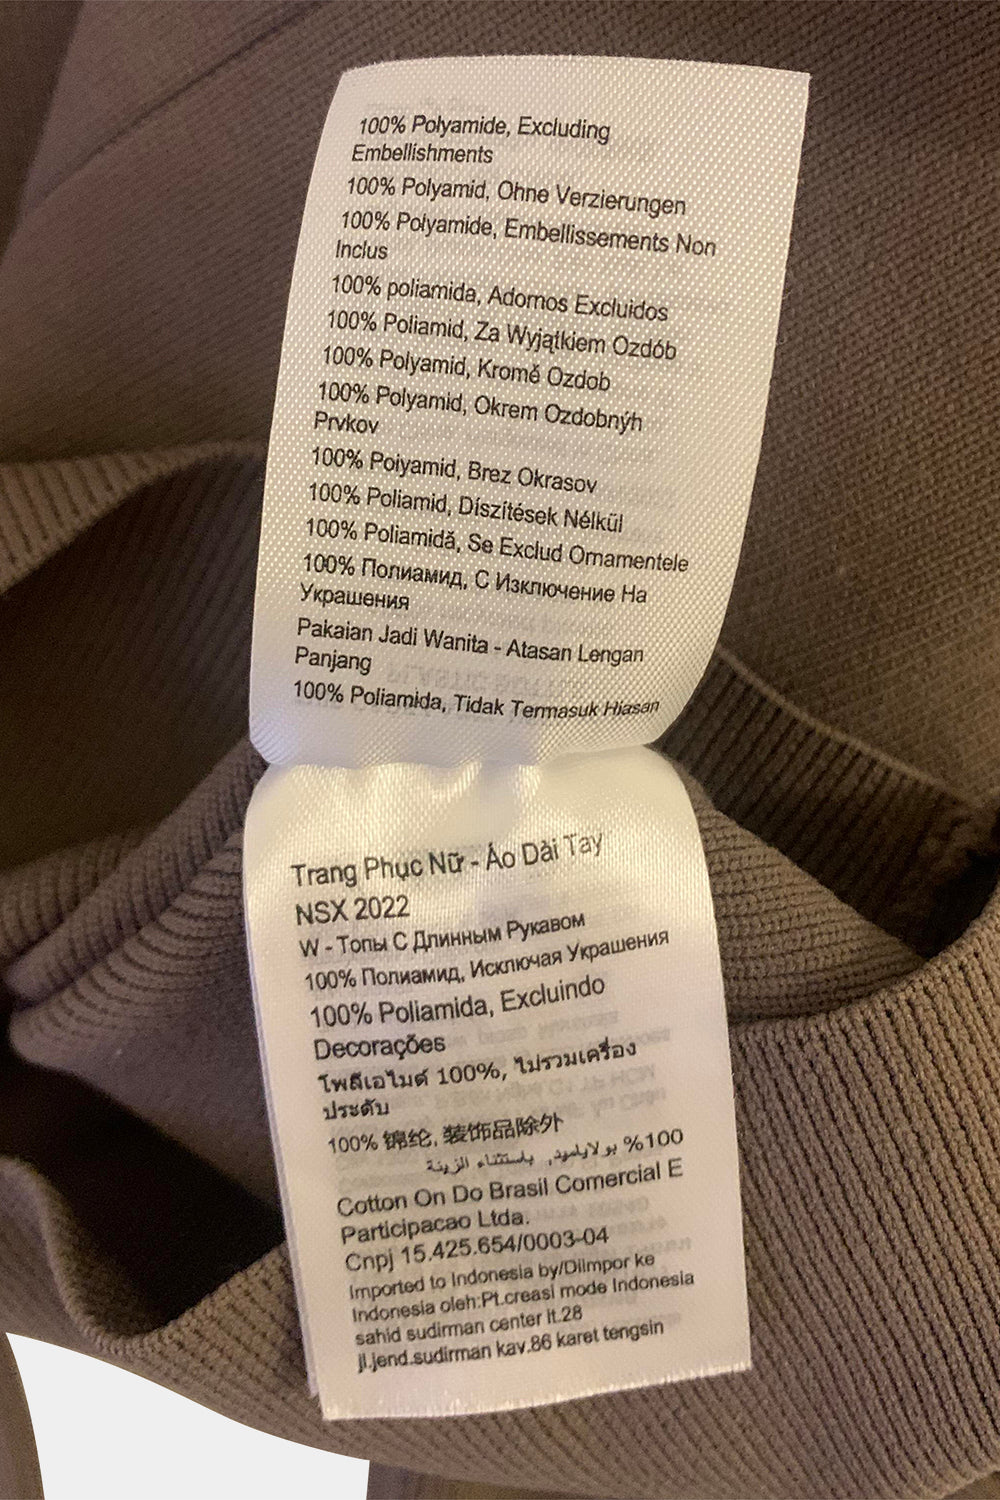 100% Polyamide, Excluding
Embellishments
100% Polyamid, Ohne Verzierungen
100% Polyamide, Embellissements Non
Inclus
100% poliamida, Adornos Excluidos
100% Poliamid, Za Wyjątkiem Ozdób
100% Polyamid, Kromě Ozdob
100% Polyamid, Okrem Ozdobnýh
Prvkov
100% Poiyamid, Brez Okrasov
100% Poliamid, Díszítések Nélkül
100% Poliamidă, Se Exclud Ornamentele
100% Полиамид, С Изключение На
Украшения
Pakaian Jadi Wanita - Atasan Lengan
Panjang
100% Poliamida, Tidak Termasuk Hiasan
Trang Phục Nữ - Áo Dài Tay
NSX 2022
W - Топы С Длинным Рукавом
100% Полиамид, Исключая Украшения
100% Poliamida, Excluindo
Decorações
โพลีเอไมด์ 100%, ไม่รวมเครื่อง
ประดับ
100% 锦纶, 装饰品除外
100% بولاياميد, باستثناء الزينة
Cotton On Do Brasil Comercial E
Participacao Ltda.
Cnpj 15.425.654/0003-04
Imported to Indonesia by/DiImpor ke
Indonesia oleh:Pt.creasi mode Indonesia
sahid sudirman center lt.28
jl.jend.sudirman kav.86 karet tengsin